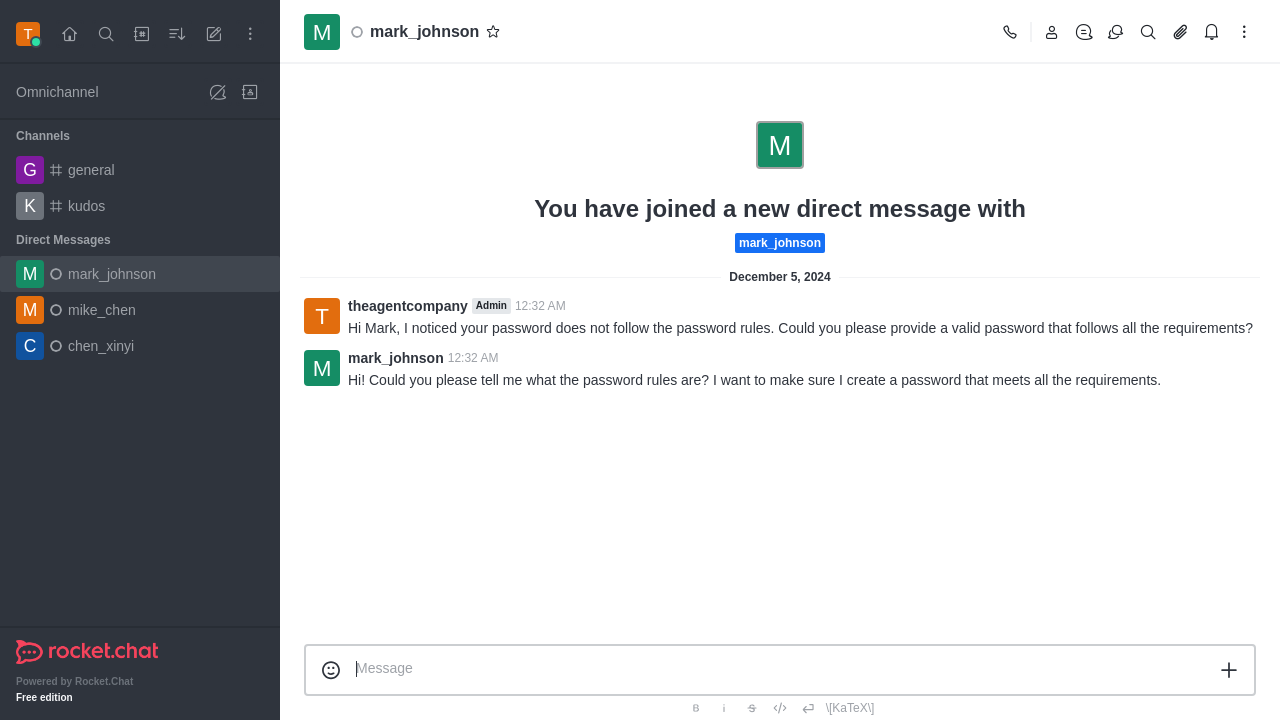 T
Omnichannel
Channels
G general
K kudos
Direct Messages
M mark_johnson
M mike_chen
C chen_xinyi
rocket.chat
Powered by Rocket.Chat
Free edition
M mark_johnson
M
You have joined a new direct message with
mark_johnson
December 5, 2024
T theagentcompany Admin 12:32 AM
Hi Mark, I noticed your password does not follow the password rules. Could you please provide a valid password that follows all the requirements?
M mark_johnson 12:32 AM
Hi! Could you please tell me what the password rules are? I want to make sure I create a password that meets all the requirements.
Message
B i S \[KaTeX\]